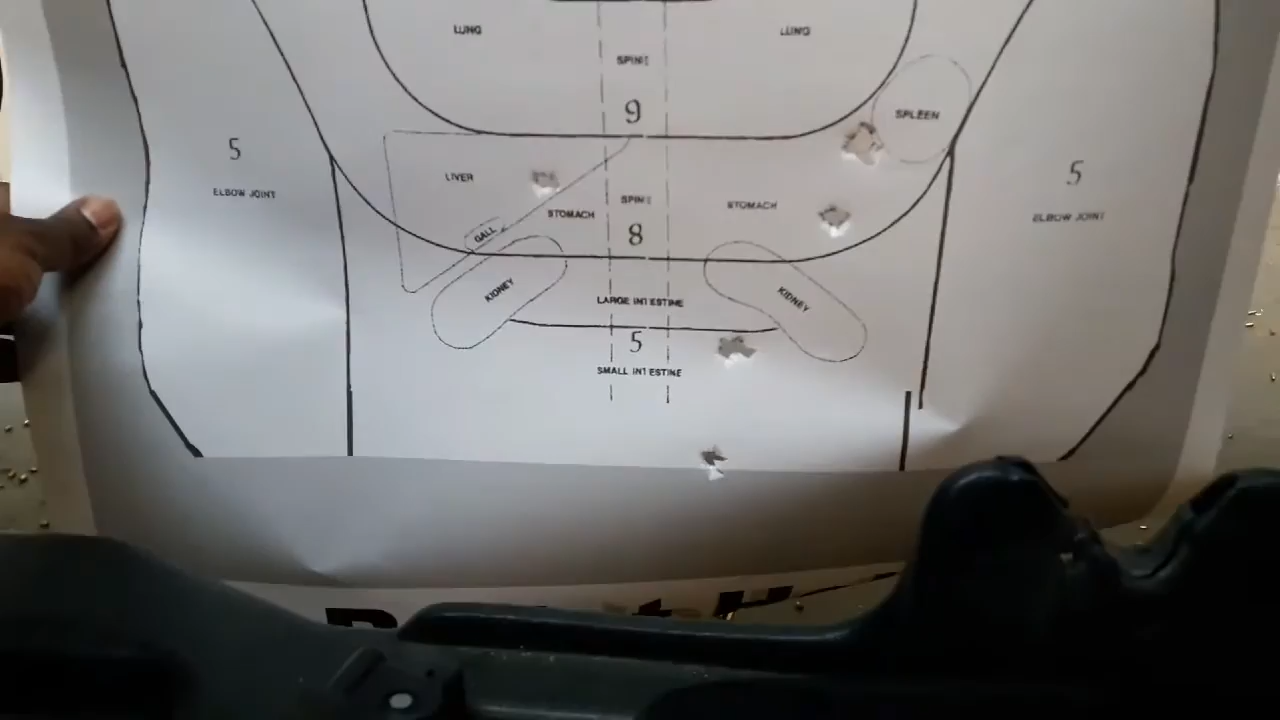 LUNG
LUNG
SPINE
9
SPLEEN
5
ELBOW JOINT
LIVER
SPINE
STOMACH
STOMACH
5
ELBOW JOINT
GALL
8
KIDNEY
KIDNEY
LARGE INTESTINE
5
SMALL INTESTINE